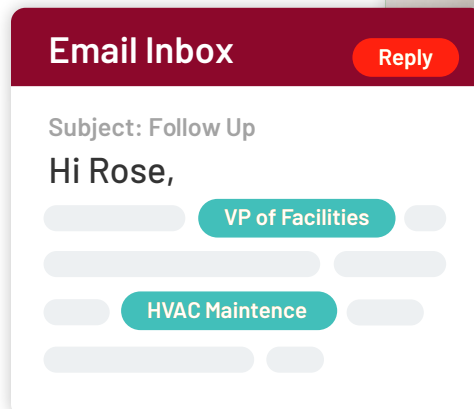 Email Inbox
Reply
Subject: Follow Up
Hi Rose,
VP of Facilities
HVAC Maintence